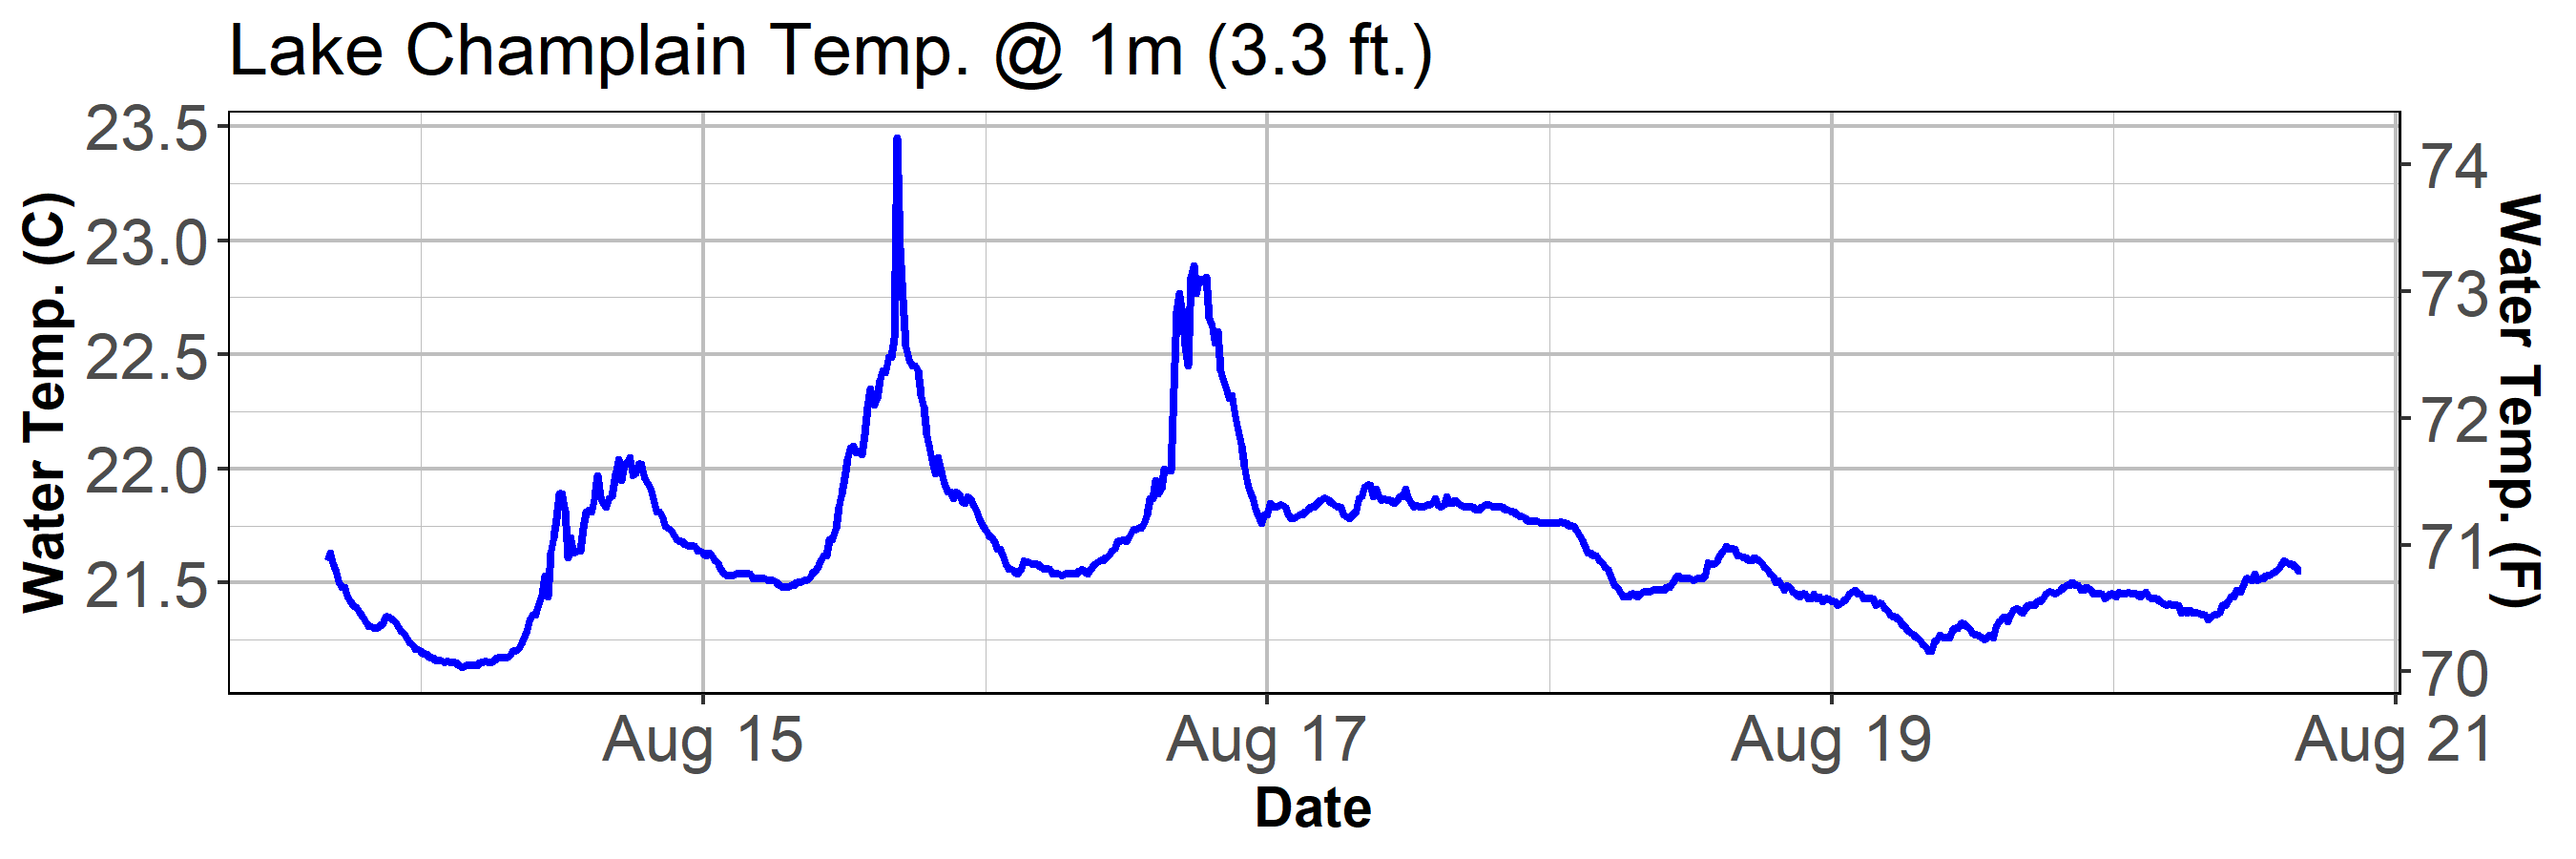 Lake Champlain Temp. @ 1m (3.3 ft.)
Water Temp. (C)
23.5
23.0
22.5
22.0
21.5
74
73
72
71
70
Water Temp. (F)
Aug 15
Aug 17
Aug 19
Aug 21
Date